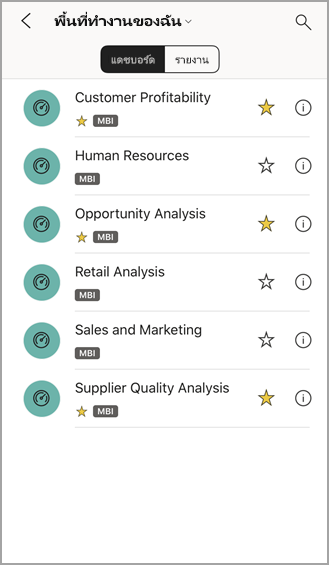 พื้นที่ทำงานของฉัน
แดชบอร์ด รายงาน
Customer Profitability
MBI
Human Resources
MBI
Opportunity Analysis
MBI
Retail Analysis
MBI
Sales and Marketing
MBI
Supplier Quality Analysis
MBI